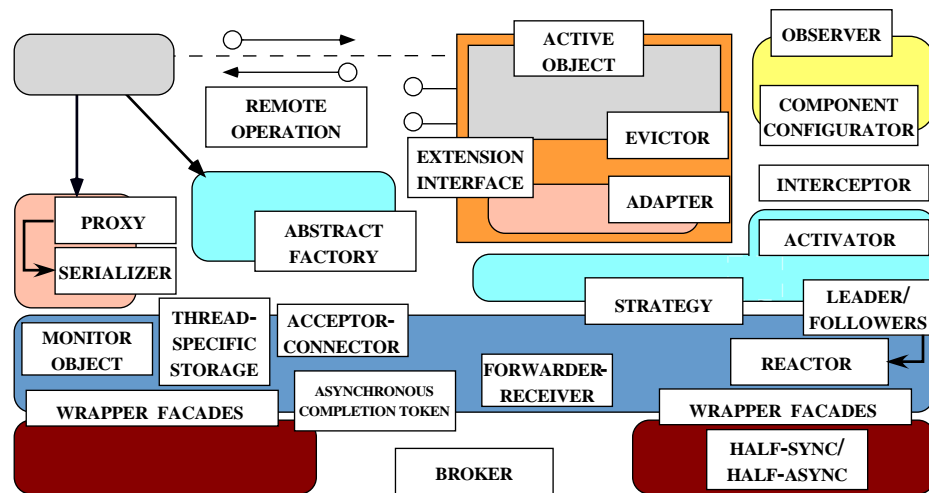 ACTIVE
OBJECT
OBSERVER
REMOTE
OPERATION
COMPONENT
CONFIGURATOR
EVICTOR
EXTENSION
INTERFACE
INTERCEPTOR
ADAPTER
PROXY
ABSTRACT
FACTORY
ACTIVATOR
SERIALIZER
STRATEGY
LEADER/
FOLLOWERS
MONITOR
OBJECT
THREAD-
SPECIFIC
STORAGE
ACCEPTOR-
CONNECTOR
FORWARDER-
RECEIVER
REACTOR
WRAPPER FACADES
ASYNCHRONOUS
COMPLETION TOKEN
WRAPPER FACADES
BROKER
HALF-SYNC/
HALF-ASYNC